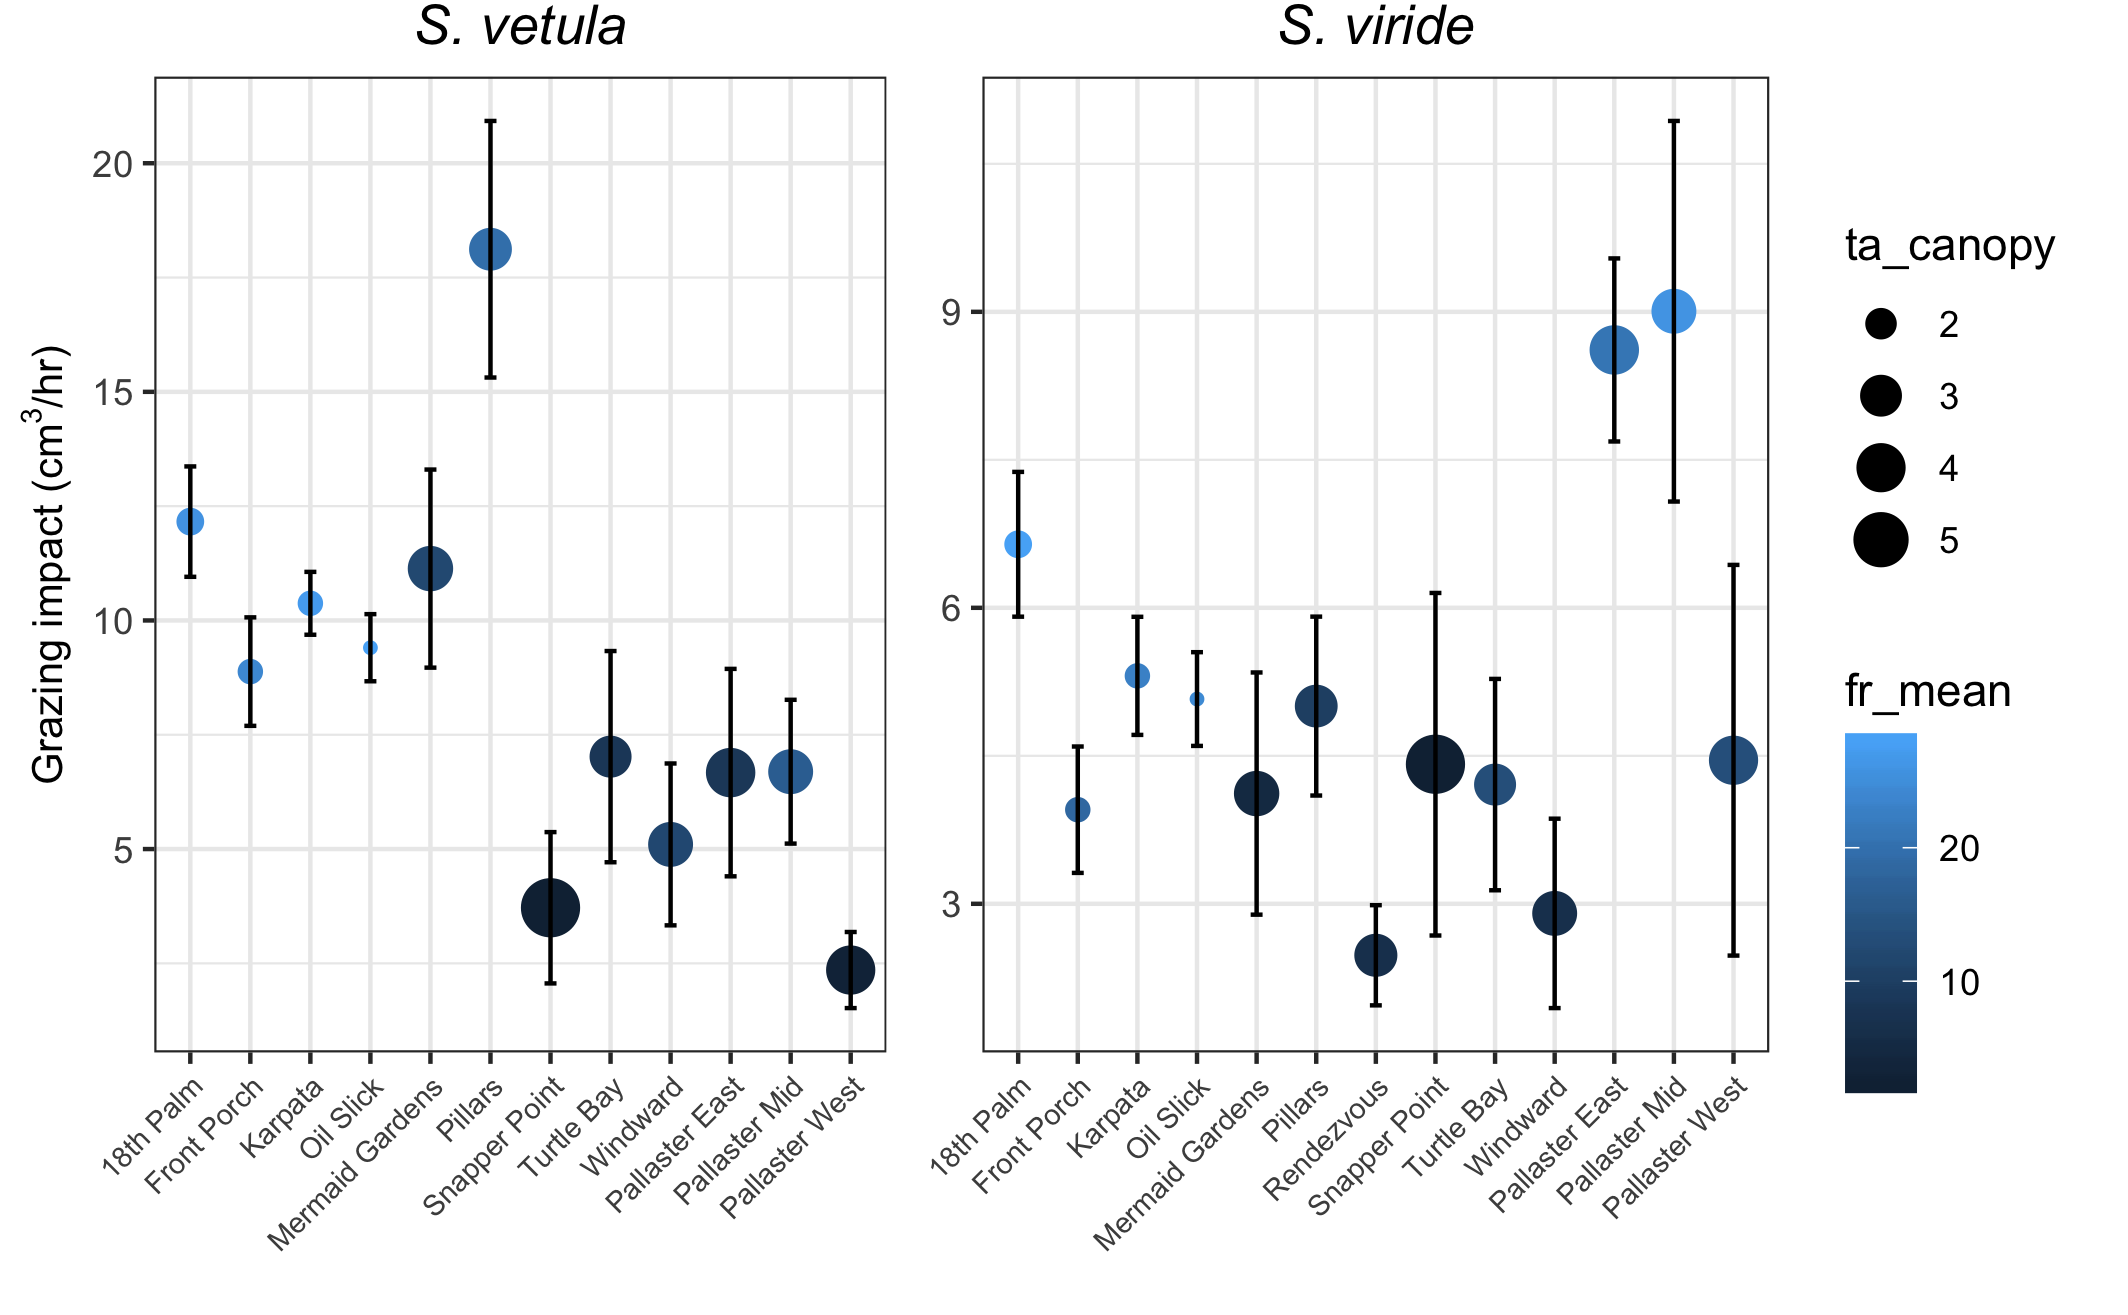 S. vetula
S. viride
Grazing impact (cm³/hr)
20
15
10
5
18th Palm
Front Porch
Karpata
Oil Slick
Mermaid Gardens
Pillars
Snapper Point
Turtle Bay
Windward
Pallaster East
Pallaster Mid
Pallaster West
9
6
3
18th Palm
Front Porch
Karpata
Oil Slick
Mermaid Gardens
Pillars
Rendezvous
Snapper Point
Turtle Bay
Windward
Pallaster East
Pallaster Mid
Pallaster West
ta_canopy
2
3
4
5
fr_mean
20
10